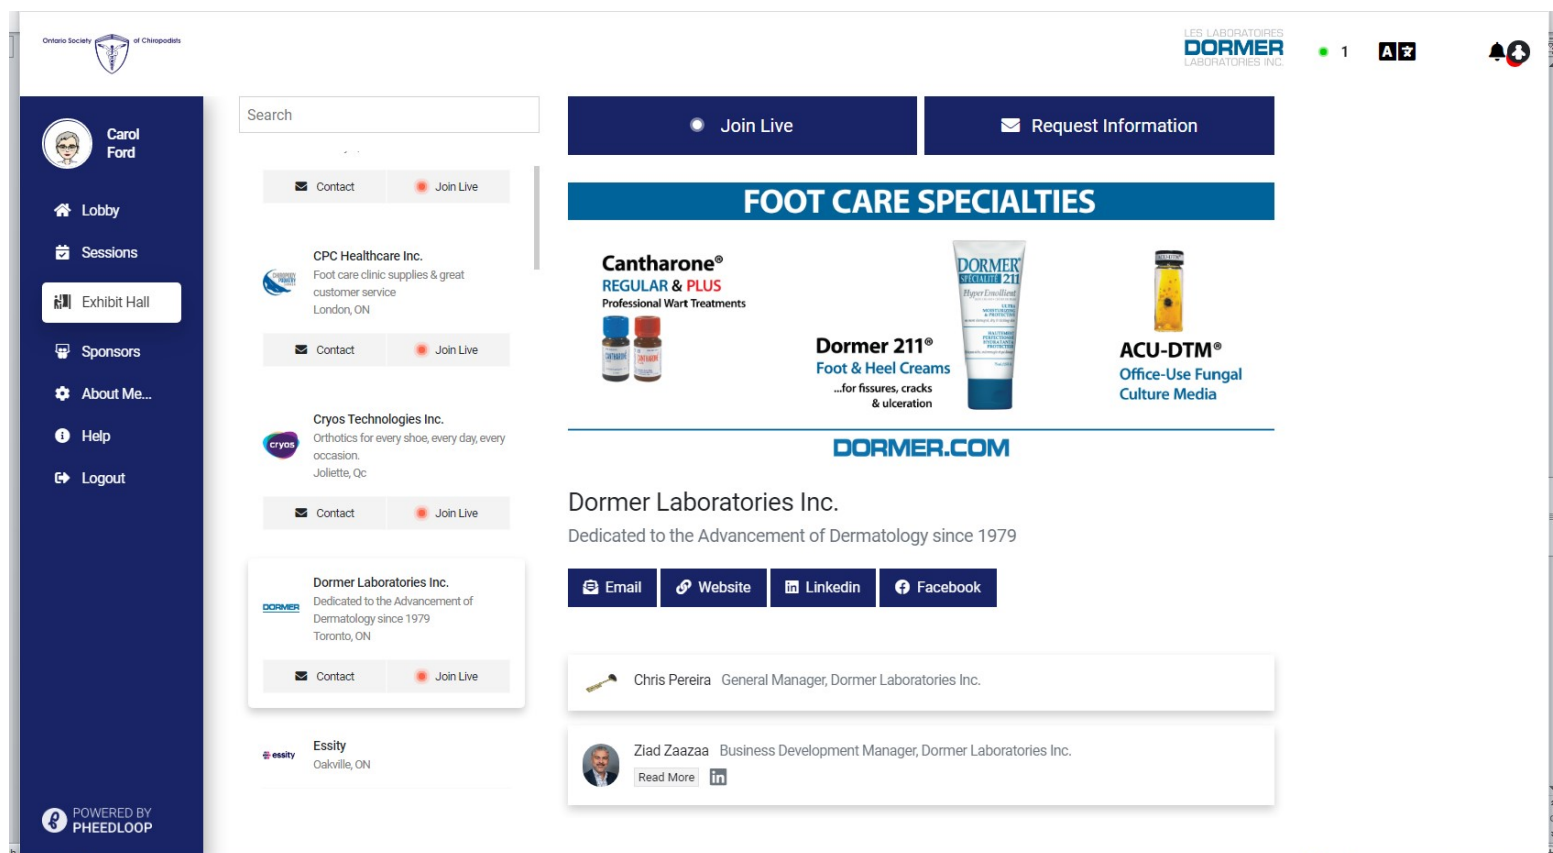 Ontario Society of Chiropodists
LES LABORATOIRES
DORMER
LABORATORIES INC.
1
Carol
Ford
Lobby
Sessions
Exhibit Hall
Sponsors
About Me...
Help
Logout
POWERED BY
PHEEDLOOP
Search
Contact
Join Live
CPC Healthcare Inc.
Foot care clinic supplies & great
customer service
London, ON
Contact
Join Live
cryos
Cryos Technologies Inc.
Orthotics for every shoe, every day, every
occasion.
Joliette, Qc
Contact
Join Live
DORMER
Dormer Laboratories Inc.
Dedicated to the Advancement of
Dermatology since 1979
Toronto, ON
Contact
Join Live
essity
Essity
Oakville, ON
Join Live
Request Information
FOOT CARE SPECIALTIES
Cantharone®
REGULAR & PLUS
Professional Wart Treatments
Dormer 211®
Foot & Heel Creams
...for fissures, cracks
& ulceration
DORMER
211
HyperEmollient
ACU-DTM®
Office-Use Fungal
Culture Media
DORMER.COM
Dormer Laboratories Inc.
Dedicated to the Advancement of Dermatology since 1979
Email
Website
Linkedin
Facebook
Chris Pereira General Manager, Dormer Laboratories Inc.
Ziad Zaazaa Business Development Manager, Dormer Laboratories Inc.
Read More
in